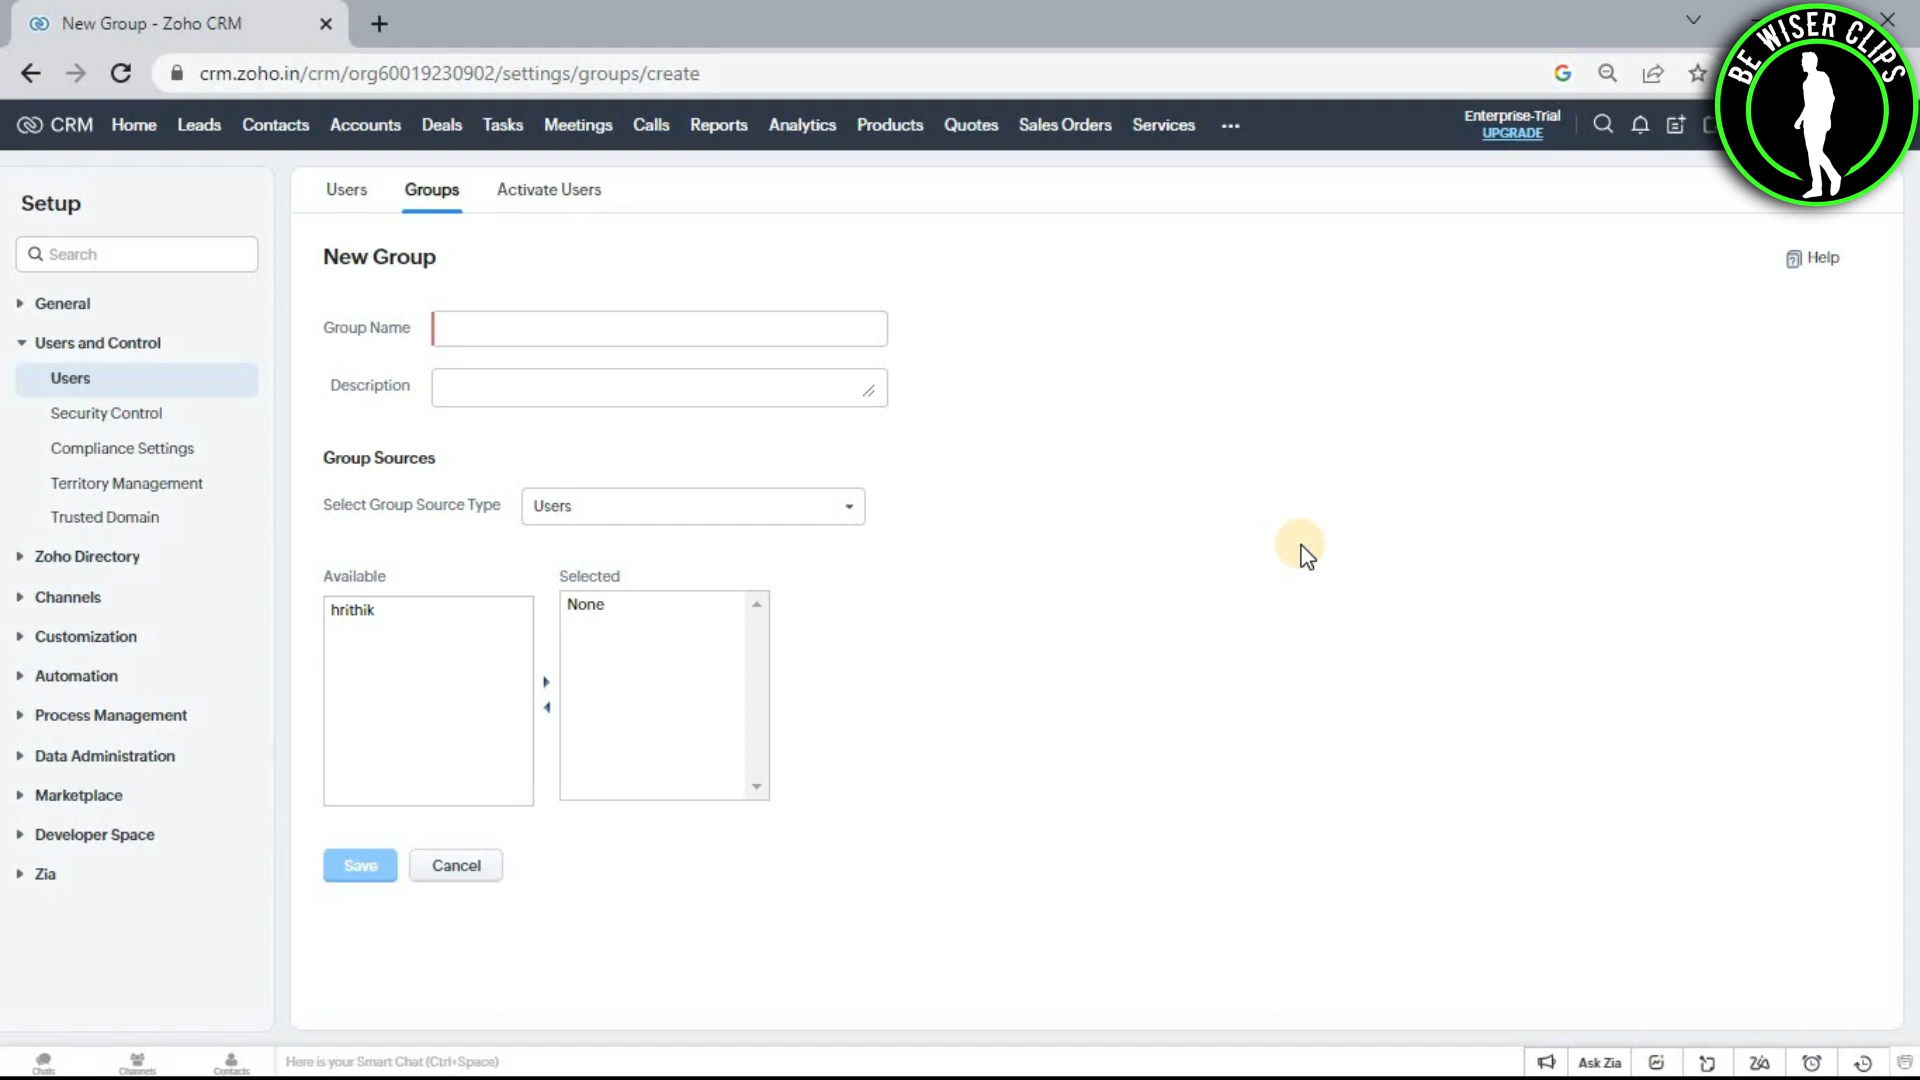 New Group - Zoho CRM
crm.zoho.in/crm/org60019230902/settings/groups/create
BE WISER CLIPS
CRM Home Leads Contacts Accounts Deals Tasks Meetings Calls Reports Analytics Products Quotes Sales Orders Services ...
Enterprise-Trial
UPGRADE
Setup
Search
General
Users and Control
Users
Security Control
Compliance Settings
Territory Management
Trusted Domain
Zoho Directory
Channels
Customization
Automation
Process Management
Data Administration
Marketplace
Developer Space
Zia
Users Groups Activate Users
New Group
Help
Group Name
Description
Group Sources
Select Group Source Type Users
Available Selected
hrithik None
Save Cancel
Chats Channels Contacts Here is your Smart Chat (Ctrl+Space) Ask Zia